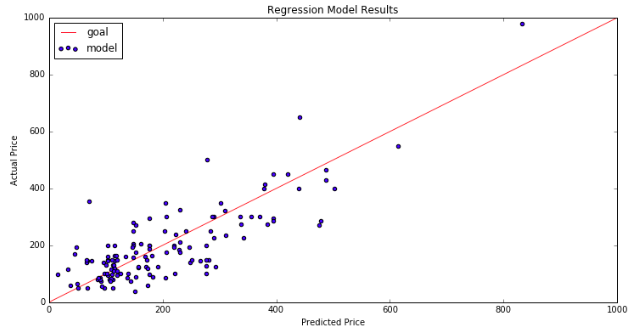 Regression Model Results
goal
model
Actual Price
1000
800
600
400
200
0
0 200 400 600 800 1000
Predicted Price